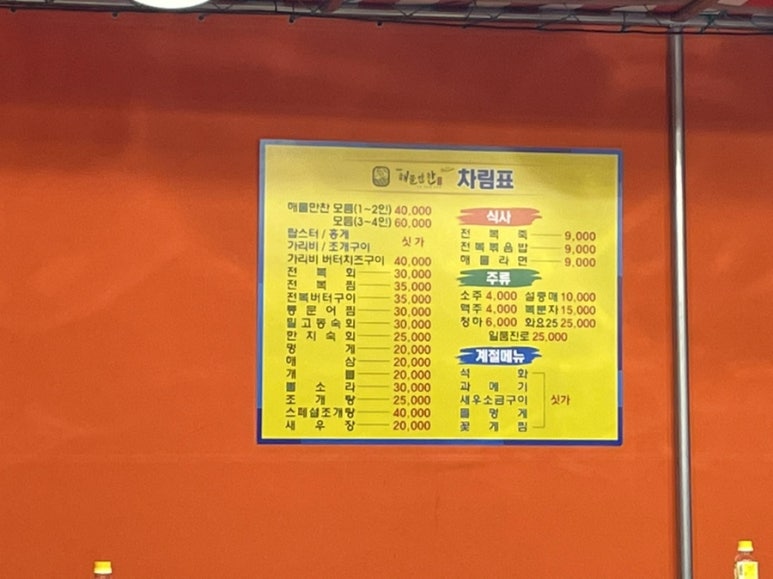 해물만찬 차림표
해물만찬 모듬(1~2인) 40,000
모듬(3~4인) 60,000
랍스터 / 홍게
가리비 / 조개구이
싯가
가리비 버터치즈구이 40,000
전복회 30,000
전복찜 35,000
전복버터구이 35,000
통문어찜 30,000
밀고동숙회 30,000
한치숙회 25,000
멍게 20,000
해삼 20,000
개불 20,000
뿔소라 30,000
조개탕 25,000
스페셜조개탕 40,000
새우장 20,000
식사
전복죽 9,000
전복볶음밥 9,000
해물라면 9,000
주류
소주 4,000 설중매 10,000
맥주 4,000 복분자 15,000
청하 6,000 화요25 25,000
일품진로 25,000
계절메뉴
석화
과메기
새우소금구이 싯가
돌멍게
꽃게찜